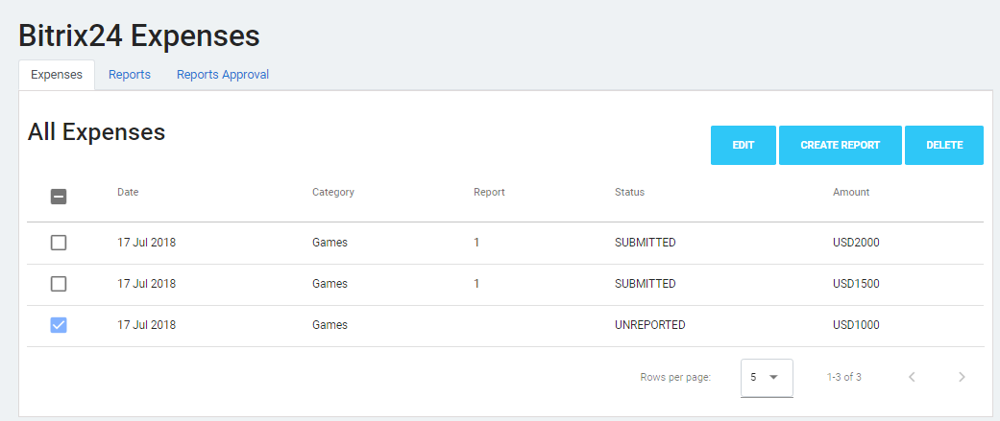 Bitrix24 Expenses
Expenses Reports Reports Approval
All Expenses
EDIT CREATE REPORT DELETE
Date Category Report Status Amount
17 Jul 2018 Games 1 SUBMITTED USD2000
17 Jul 2018 Games 1 SUBMITTED USD1500
17 Jul 2018 Games UNREPORTED USD1000
Rows per page: 5 1-3 of 3